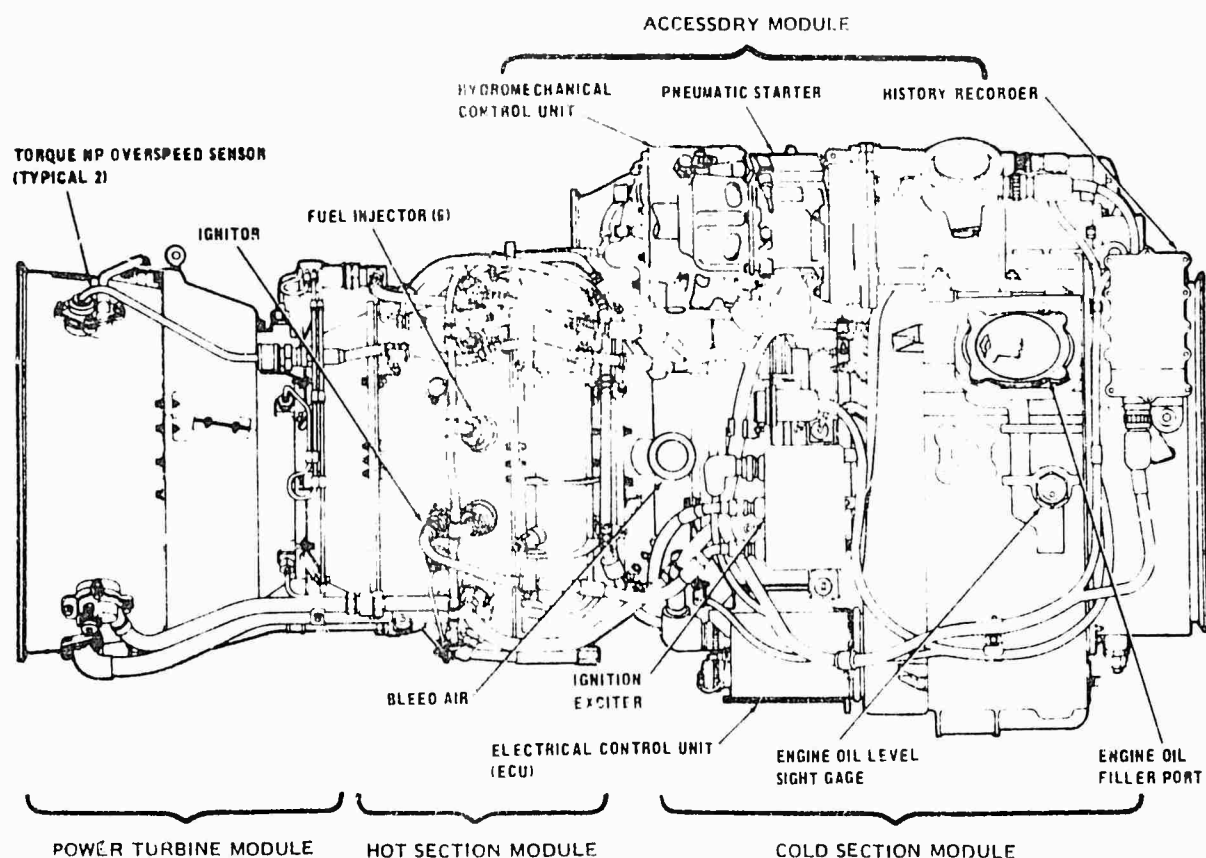 ACCESSORY MODULE
HYDROMECHANICAL
CONTROL UNIT
PNEUMATIC STARTER
HISTORY RECORDER
TORQUE NP OVERSPEED SENSOR
(TYPICAL 2)
FUEL INJECTOR (6)
IGNITOR
BLEED AIR
IGNITION
EXCITER
ELECTRICAL CONTROL UNIT
(ECU)
ENGINE OIL LEVEL
SIGHT GAGE
ENGINE OIL
FILLER PORT
POWER TURBINE MODULE
HOT SECTION MODULE
COLD SECTION MODULE